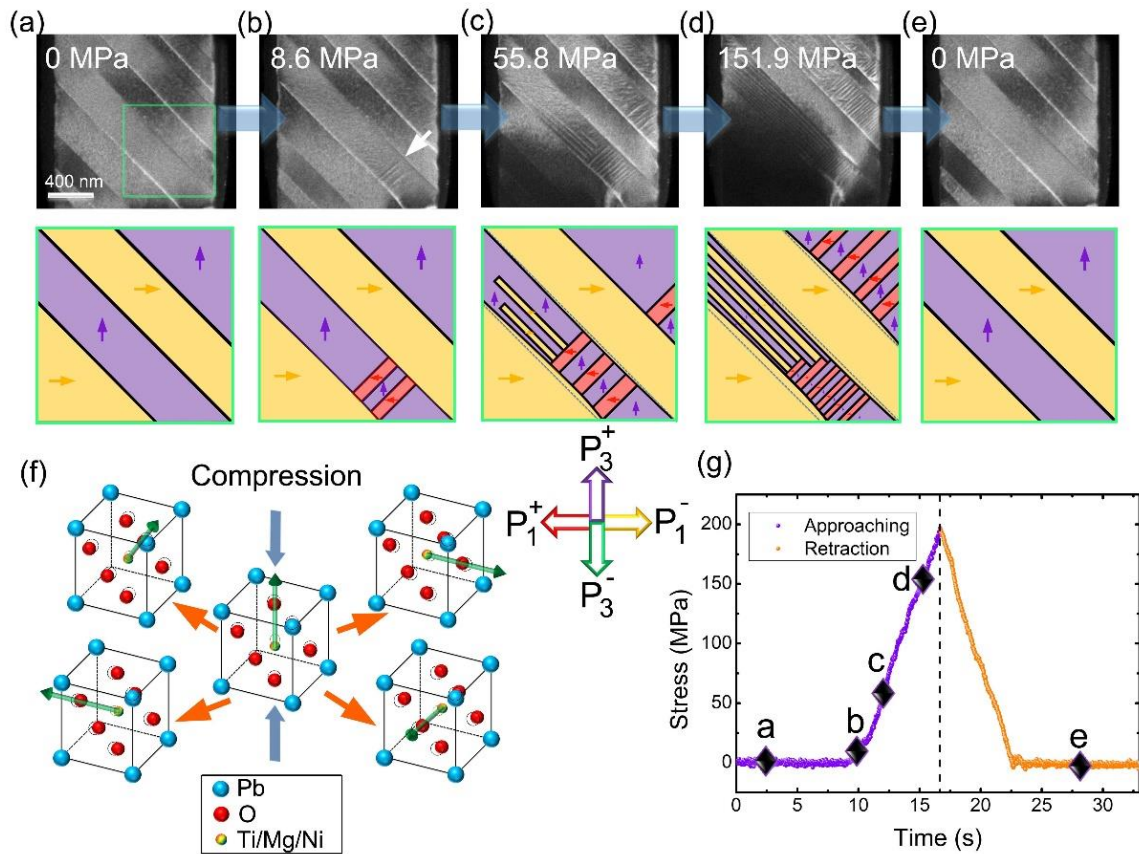 (a)
(b)
(c)
(d)
(e)
0 MPa
8.6 MPa
55.8 MPa
151.9 MPa
0 MPa
400 nm
(f)
Compression
Pb
O
Ti/Mg/Ni
P3+
P1+
P1-
P3-
(g)
200
150
100
50
0
Stress (MPa)
Approaching
Retraction
a
b
c
d
e
0 5 10 15 20 25 30
Time (s)